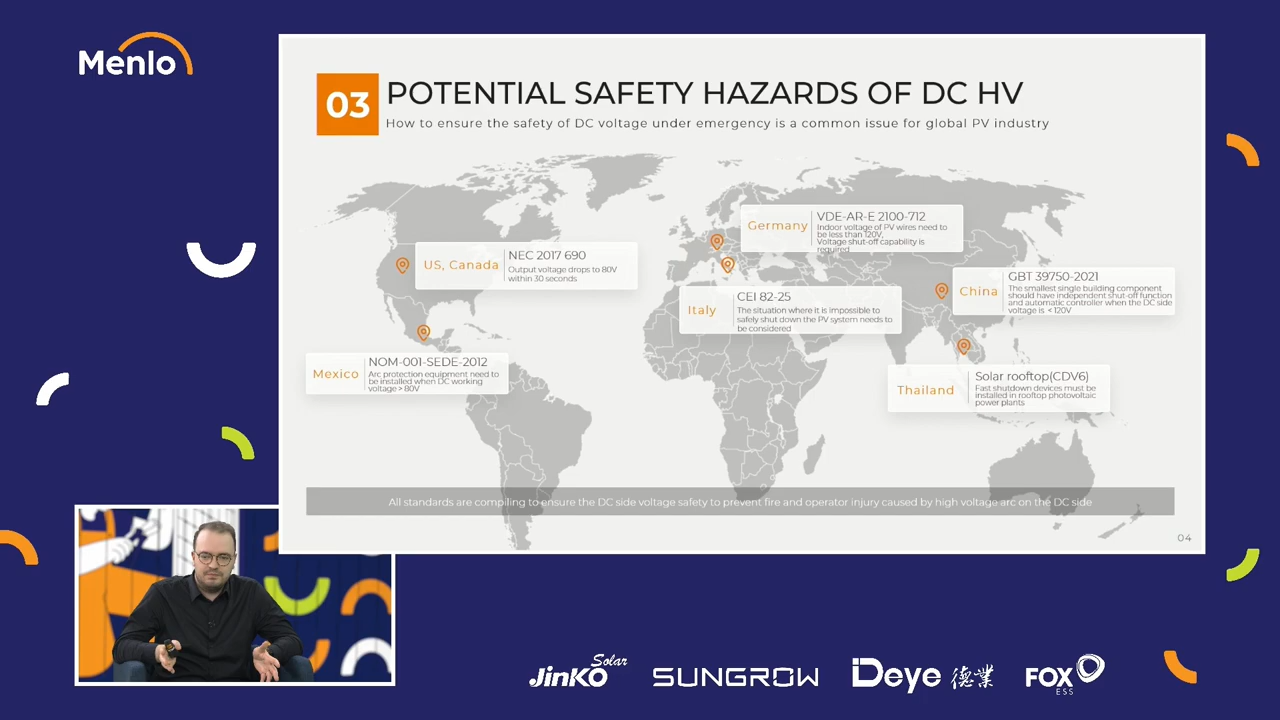 Menlo
03
POTENTIAL SAFETY HAZARDS OF DC HV
How to ensure the safety of DC voltage under emergency is a common issue for global PV industry
Germany
VDE-AR-E 2100-712
Indoor voltage of PV wires need to
be less than 120V,
Voltage shut-off capability is
required
US, Canada
NEC 2017 690
Output voltage drops to 80V
within 30 seconds
China
GBT 39750-2021
The smallest single building component
should have independent shut-off function
and automatic controller when the DC side
voltage is <120V
Italy
CEI 82-25
The situation where it is impossible to
safely shut down the PV system needs to
be considered
Mexico
NOM-001-SEDE-2012
Arc protection equipment need to
be installed when DC working
voltage > 80V
Thailand
Solar rooftop(CDV6)
Fast shutdown devices must be
installed in rooftop photovoltaic
power plants
All standards are compiling to ensure the DC side voltage safety to prevent fire and operator injury caused by high voltage arc on the DC side
04
JinKO Solar
SUNGROW
Deye 德業
FOX ESS